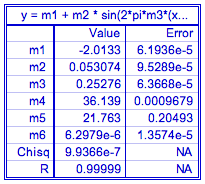 y = m1 + m2 * sin(2*pi*m3*(x...
Value Error
m1 -2.0133 6.1936e-5
m2 0.053074 9.5289e-5
m3 0.25276 6.3668e-5
m4 36.139 0.0009679
m5 21.763 0.20493
m6 6.2979e-6 1.3574e-5
Chisq 9.9366e-7 NA
R 0.99999 NA